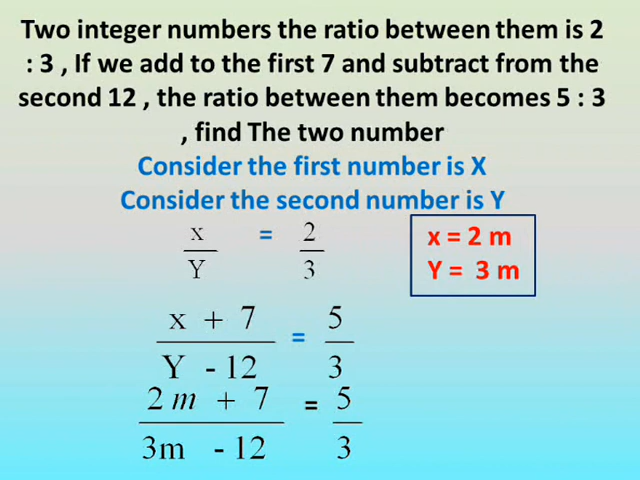 Two integer numbers the ratio between them is 2
: 3 , If we add to the first 7 and subtract from the
second 12 , the ratio between them becomes 5 : 3
, find The two number
Consider the first number is X
Consider the second number is Y
x = 2
Y 3
x = 2 m
Y = 3 m
x + 7 = 5
Y - 12 3
2 m + 7 = 5
3m - 12 3